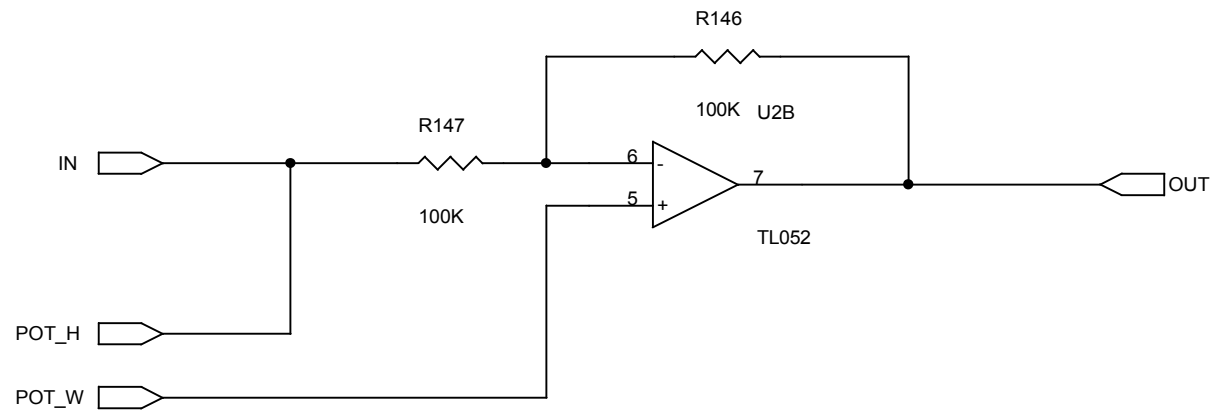 R146
100K
U2B
R147
IN
6
-
7
OUT
5
+
100K
TL052
POT_H
POT_W